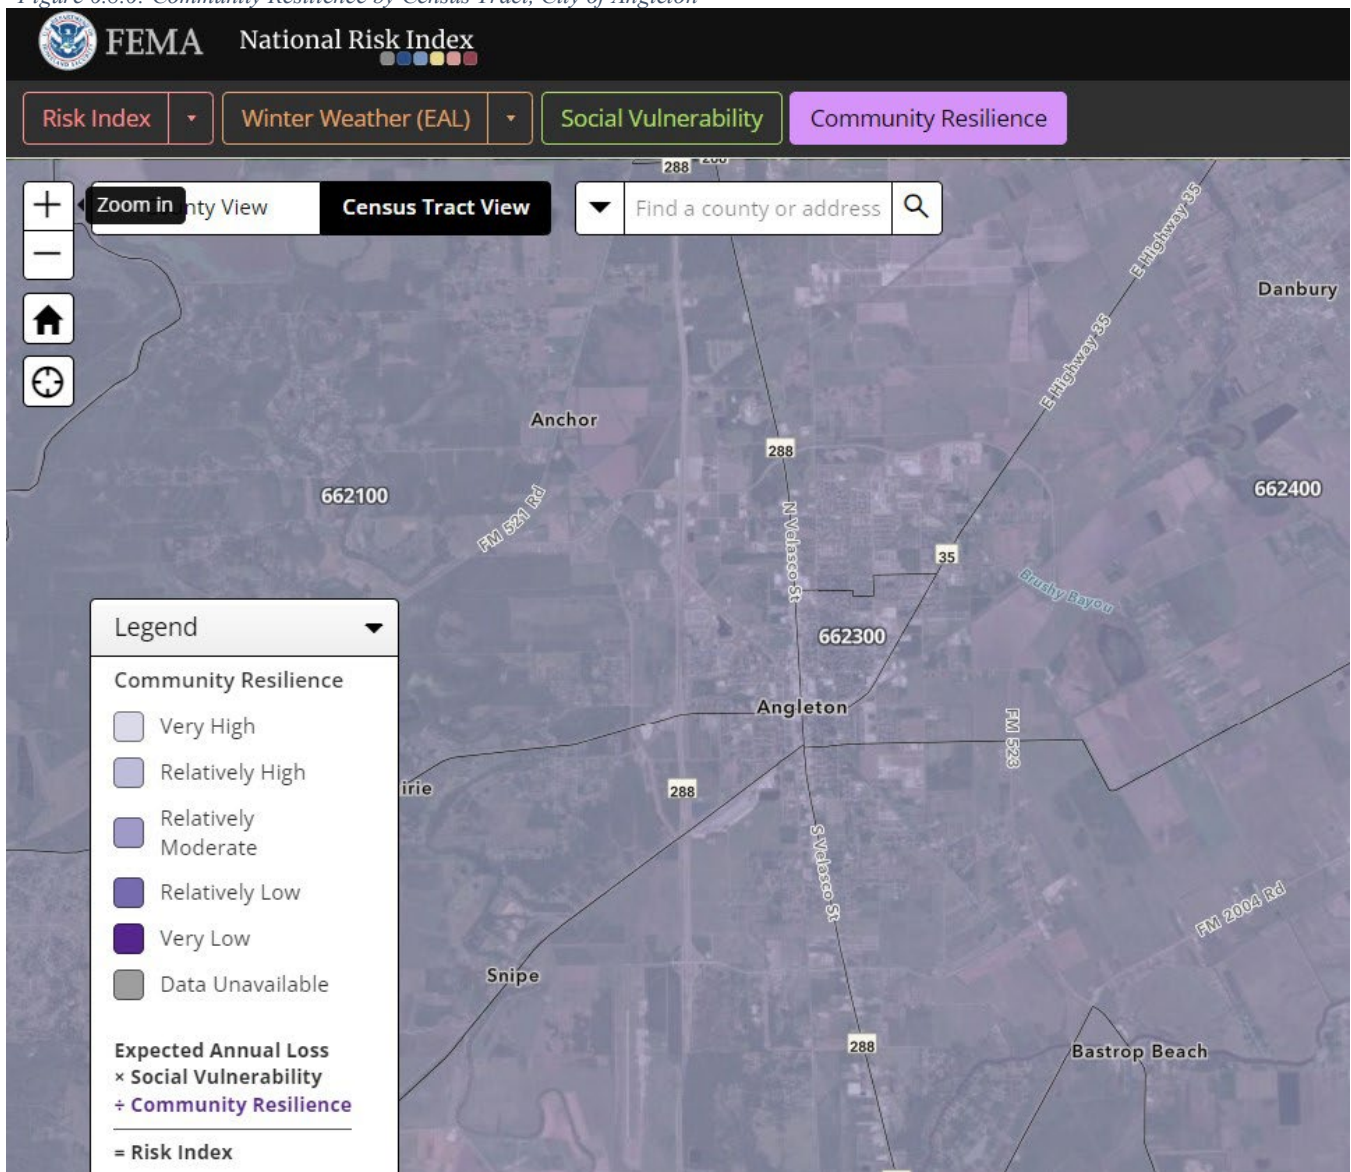 FEMA National Risk Index
Risk Index Winter Weather (EAL) Social Vulnerability Community Resilience
Zoom in
nty View Census Tract View Find a county or address
288
E Highway 35
Danbury
E Highway 35
Anchor
288
662100
662400
FM 521 Rd
N Velasco St
35
Brushy Bayou
662300
Angleton
FM 523
irie
288
S Velasco St
FM 2004 Rd
Snipe
288
Bastrop Beach
Legend
Community Resilience
Very High
Relatively High
Relatively
Moderate
Relatively Low
Very Low
Data Unavailable
Expected Annual Loss
× Social Vulnerability
÷ Community Resilience
= Risk Index